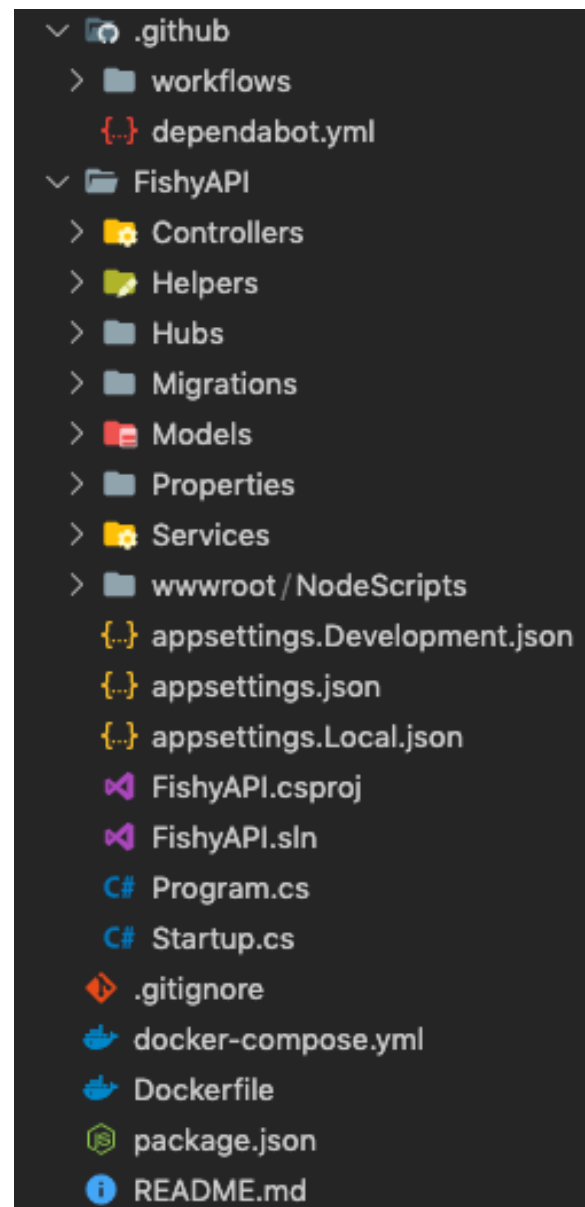 .github
workflows
{...} dependabot.yml
FishyAPI
Controllers
Helpers
Hubs
Migrations
Models
Properties
Services
wwwroot/NodeScripts
{...} appsettings.Development.json
{...} appsettings.json
{...} appsettings.Local.json
FishyAPI.csproj
FishyAPI.sln
C# Program.cs
C# Startup.cs
.gitignore
docker-compose.yml
Dockerfile
JS package.json
i README.md